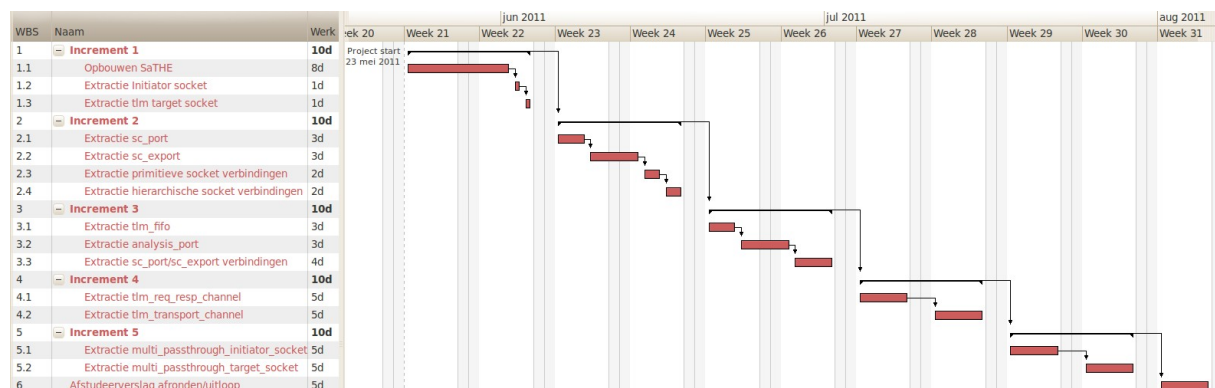 jun 2011 jul 2011 aug 2011
WBS Naam Werk ek 20 Week 21 Week 22 Week 23 Week 24 Week 25 Week 26 Week 27 Week 28 Week 29 Week 30 Week 31
1 Increment 1 10d
Project start
23 mei 2011
1.1 Opbouwen SaTHE 8d
1.2 Extractie Initiator socket 1d
1.3 Extractie tlm target socket 1d
2 Increment 2 10d
2.1 Extractie sc_port 3d
2.2 Extractie sc_export 3d
2.3 Extractie primitieve socket verbindingen 2d
2.4 Extractie hierarchische socket verbindingen 2d
3 Increment 3 10d
3.1 Extractie tlm_fifo 3d
3.2 Extractie analysis_port 3d
3.3 Extractie sc_port/sc_export verbindingen 4d
4 Increment 4 10d
4.1 Extractie tlm_req_resp_channel 5d
4.2 Extractie tlm_transport_channel 5d
5 Increment 5 10d
5.1 Extractie multi_passthrough_initiator_socket 5d
5.2 Extractie multi_passthrough_target_socket 5d
6 Afstudeerverslag afronden/uitloop 5d